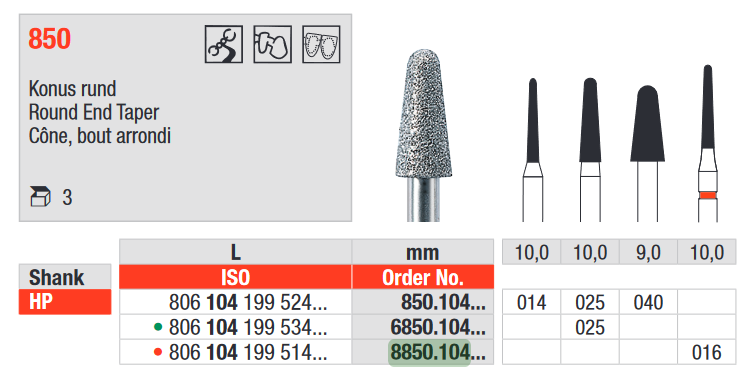 850
Konus rund
Round End Taper
Cône, bout arrondi
3
L mm 10,0 10,0 9,0 10,0
Shank ISO Order No.
HP 806 104 199 524... 850.104... 014 025 040
806 104 199 534... 6850.104... 025
806 104 199 514... 8850.104... 016